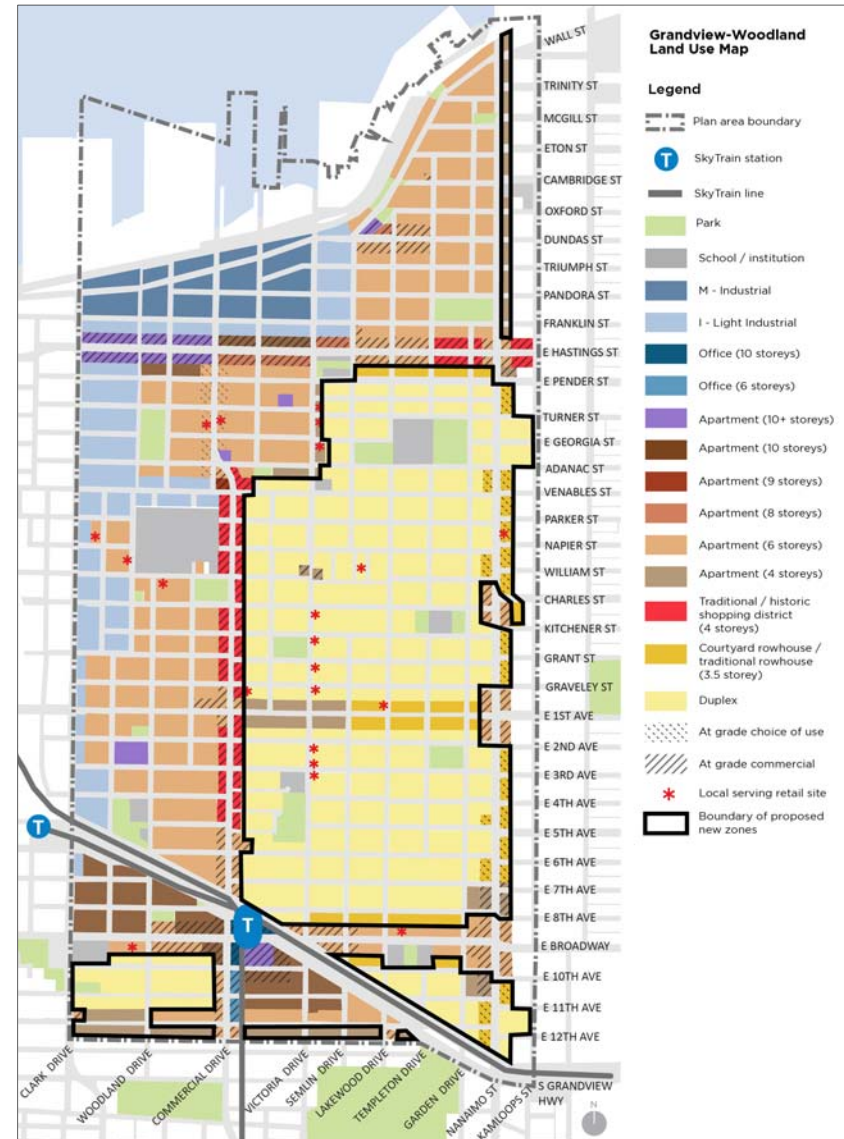 Grandview-Woodland
Land Use Map
Legend
Plan area boundary
T
SkyTrain station
SkyTrain line
Park
School / institution
M - Industrial
I - Light Industrial
Office (10 storeys)
Office (6 storeys)
Apartment (10+ storeys)
Apartment (10 storeys)
Apartment (9 storeys)
Apartment (8 storeys)
Apartment (6 storeys)
Apartment (4 storeys)
Traditional / historic
shopping district
(4 storeys)
Courtyard rowhouse /
traditional rowhouse
(3.5 storey)
Duplex
At grade choice of use
At grade commercial
Local serving retail site
Boundary of proposed
new zones
WALL ST
TRINITY ST
MCGILL ST
ETON ST
CAMBRIDGE ST
OXFORD ST
DUNDAS ST
TRIUMPH ST
PANDORA ST
FRANKLIN ST
E HASTINGS ST
E PENDER ST
TURNER ST
E GEORGIA ST
ADANAC ST
VENABLES ST
PARKER ST
NAPIER ST
WILLIAM ST
CHARLES ST
KITCHENER ST
GRANT ST
GRAVELEY ST
E 1ST AVE
E 2ND AVE
E 3RD AVE
E 4TH AVE
E 5TH AVE
E 6TH AVE
E 7TH AVE
E 8TH AVE
E BROADWAY
E 10TH AVE
E 11TH AVE
E 12TH AVE
T
T
CLARK DRIVE
WOODLAND DRIVE
COMMERCIAL DRIVE
VICTORIA DRIVE
SEMLIN DRIVE
LAKEWOOD DRIVE
TEMPLETON DRIVE
GARDEN DRIVE
NANAIMO ST
KAMLOOPS ST
S GRANDVIEW
HWY
N